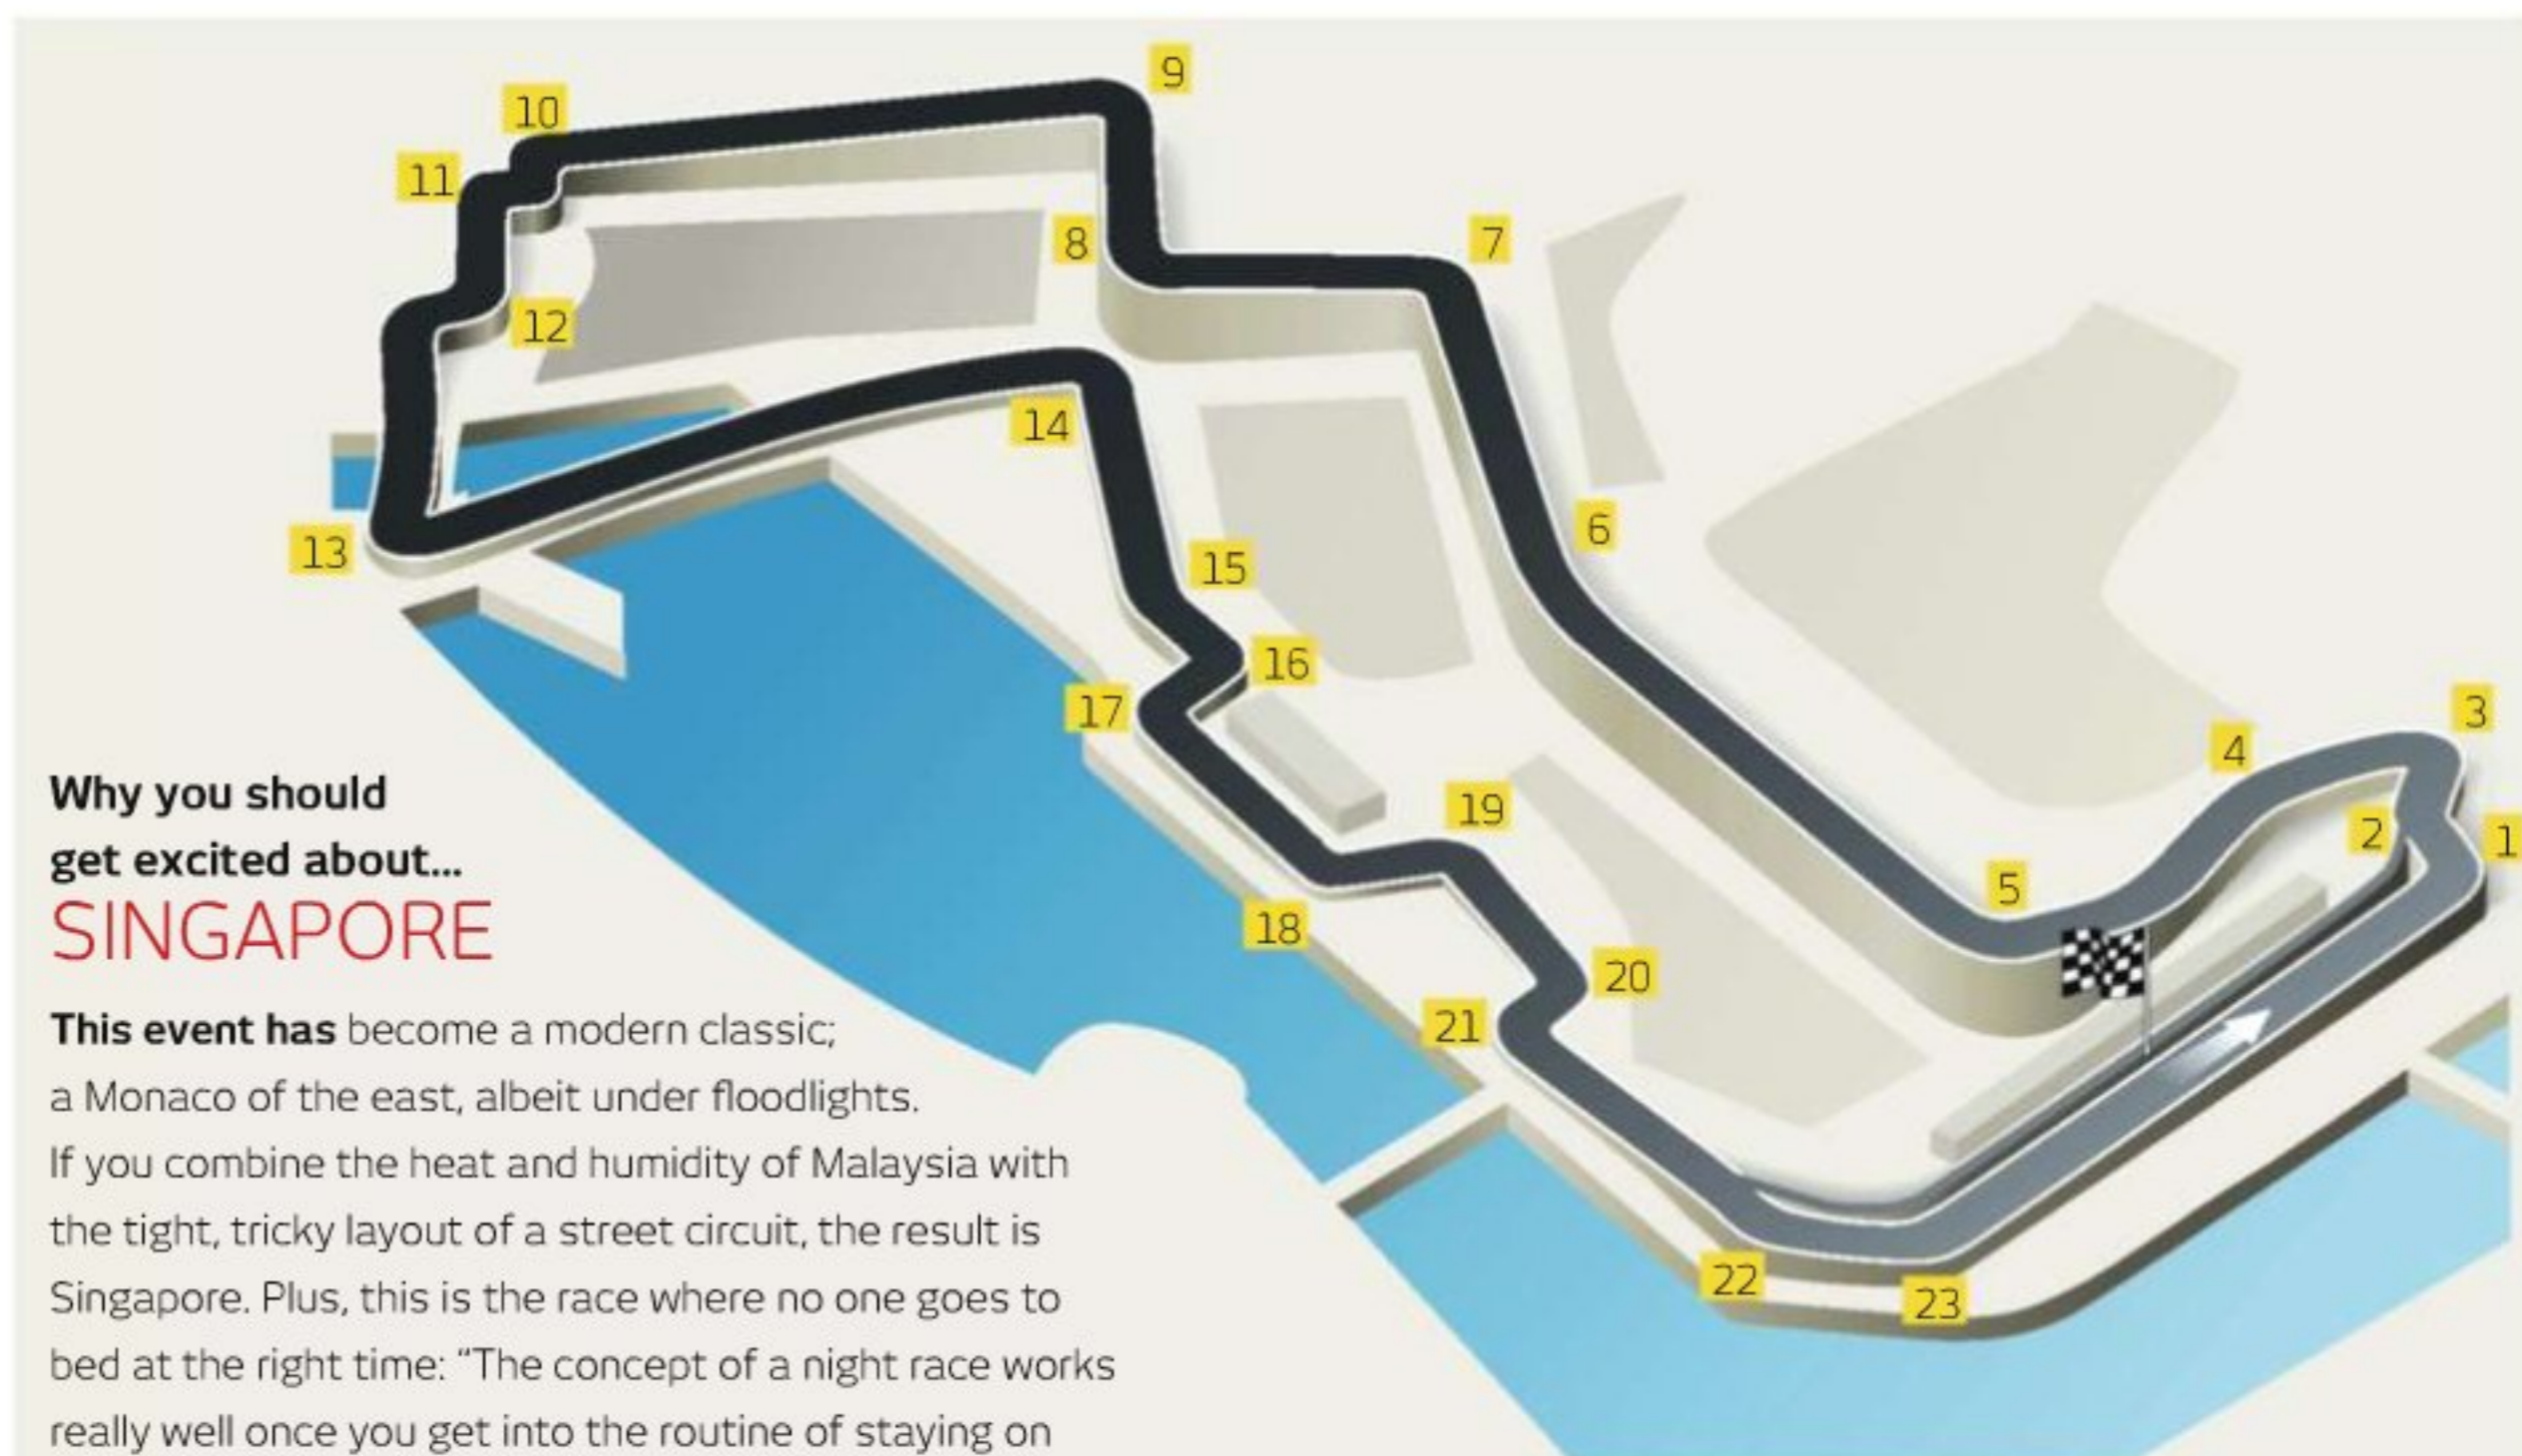 9
10
11
8
7
12
14
13
6
15
16
17
3
4
19
2
1
5
18
20
21
22
23
Why you should
get excited about...
SINGAPORE
This event has become a modern classic;
a Monaco of the east, albeit under floodlights.
If you combine the heat and humidity of Malaysia with
the tight, tricky layout of a street circuit, the result is
Singapore. Plus, this is the race where no one goes to
bed at the right time: “The concept of a night race works
really well once you get into the routine of staying on